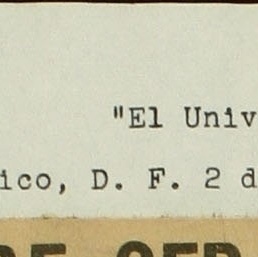 "El Univ
ico, D. F. 2 d